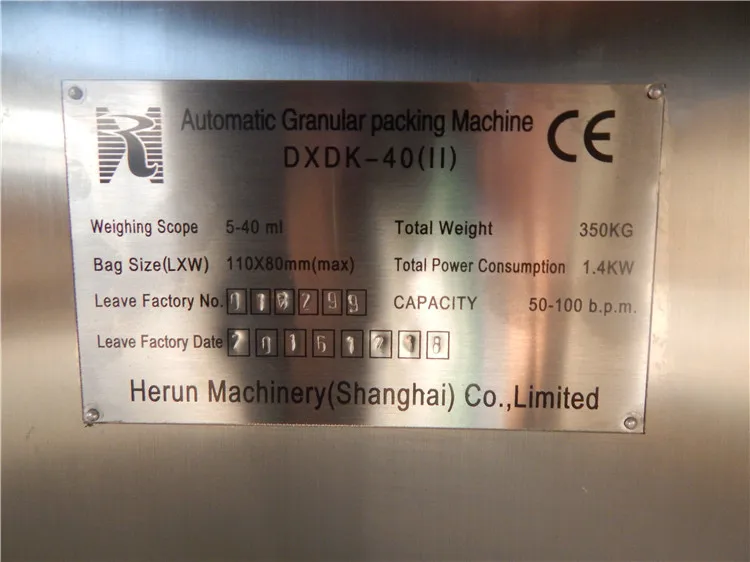 R
Automatic Granular packing Machine
DXDK-40(II)
CE
Weighing Scope 5-40 ml
Total Weight 350KG
Bag Size(LXW) 110X80mm(max)
Total Power Consumption 1.4KW
Leave Factory No.
CAPACITY 50-100 b.p.m.
Leave Factory Date 20151218
Herun Machinery(Shanghai) Co.,Limited